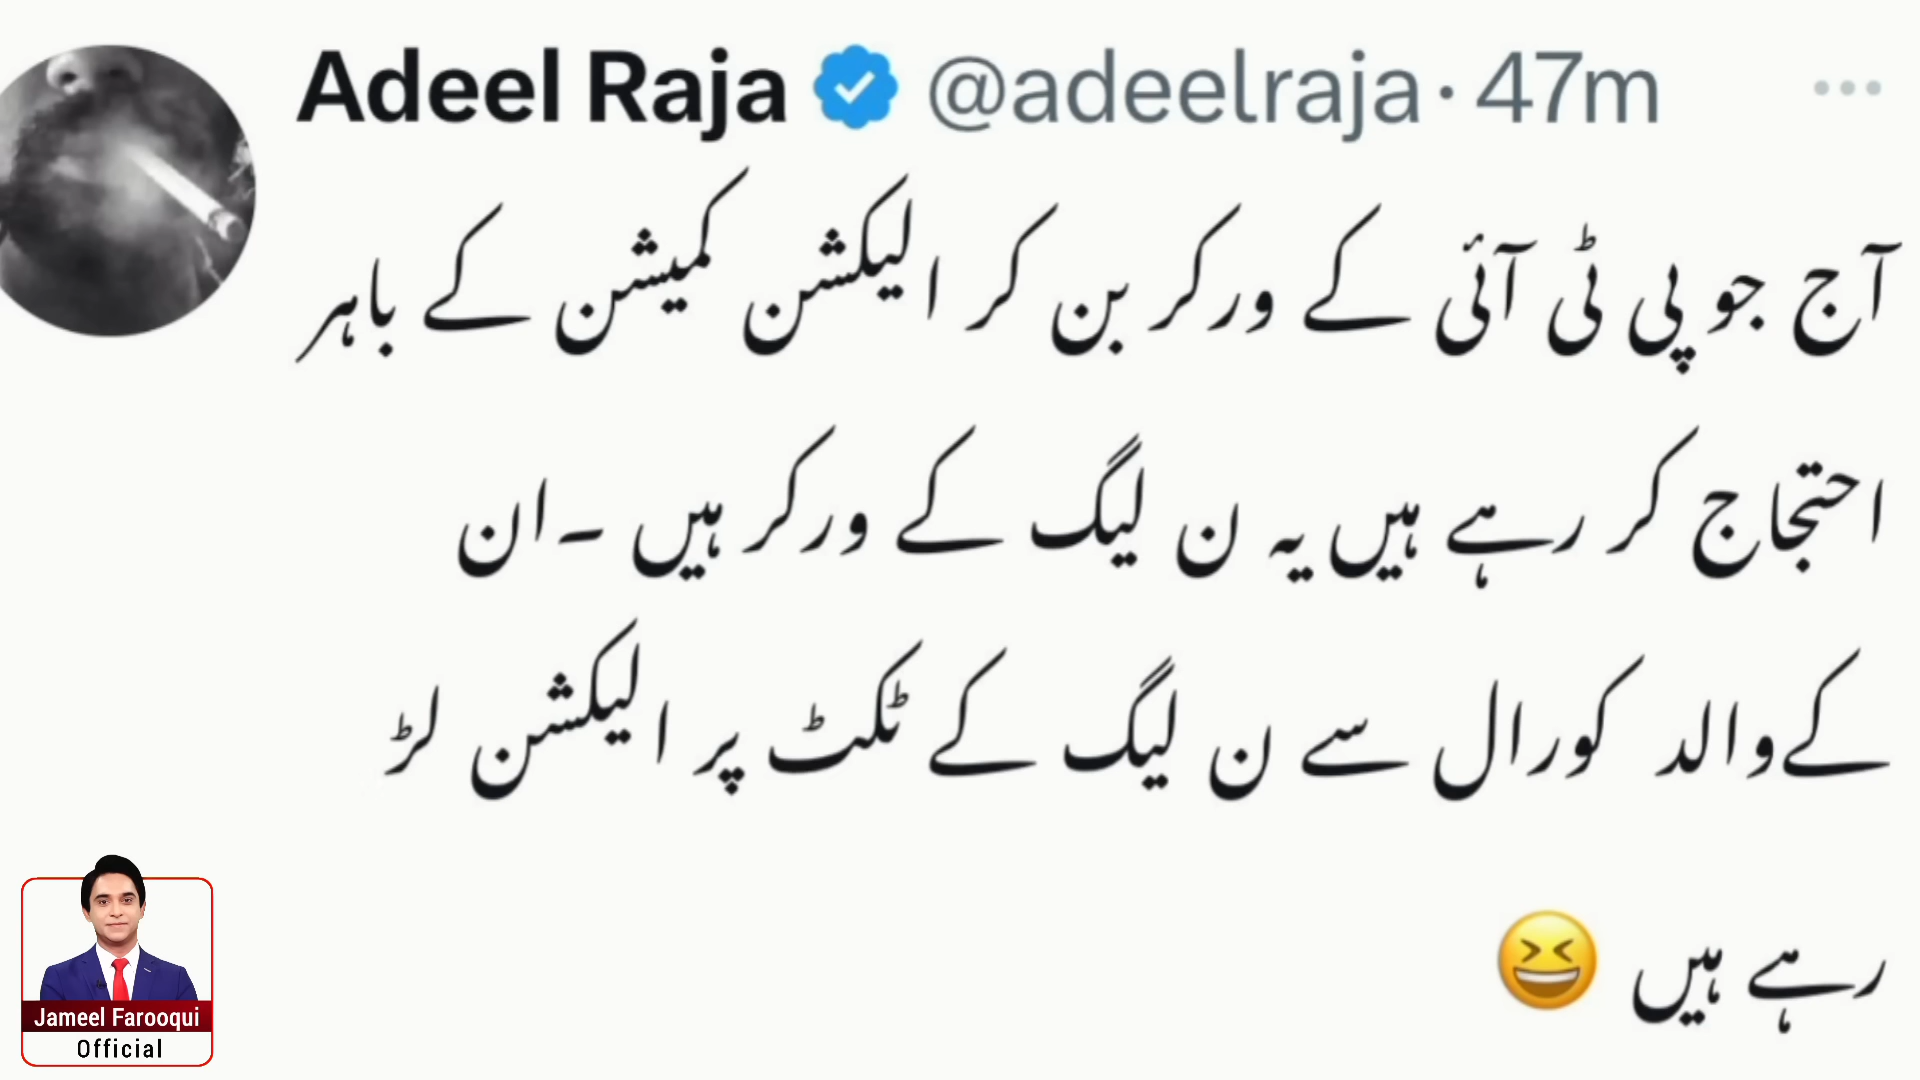 Adeel Raja @adeelraja · 47m
آج جو پی ٹی آئی کے ورکر بن کر الیکشن کمیشن کے باہر
احتجاج کر رہے ہیں یہ ن لیگ کے ورکر ہیں ۔ان
کےوالد کورال سے ن لیگ کے ٹکٹ پر الیکشن لڑ
رہے ہیں 😆
Jameel Farooqui
Official